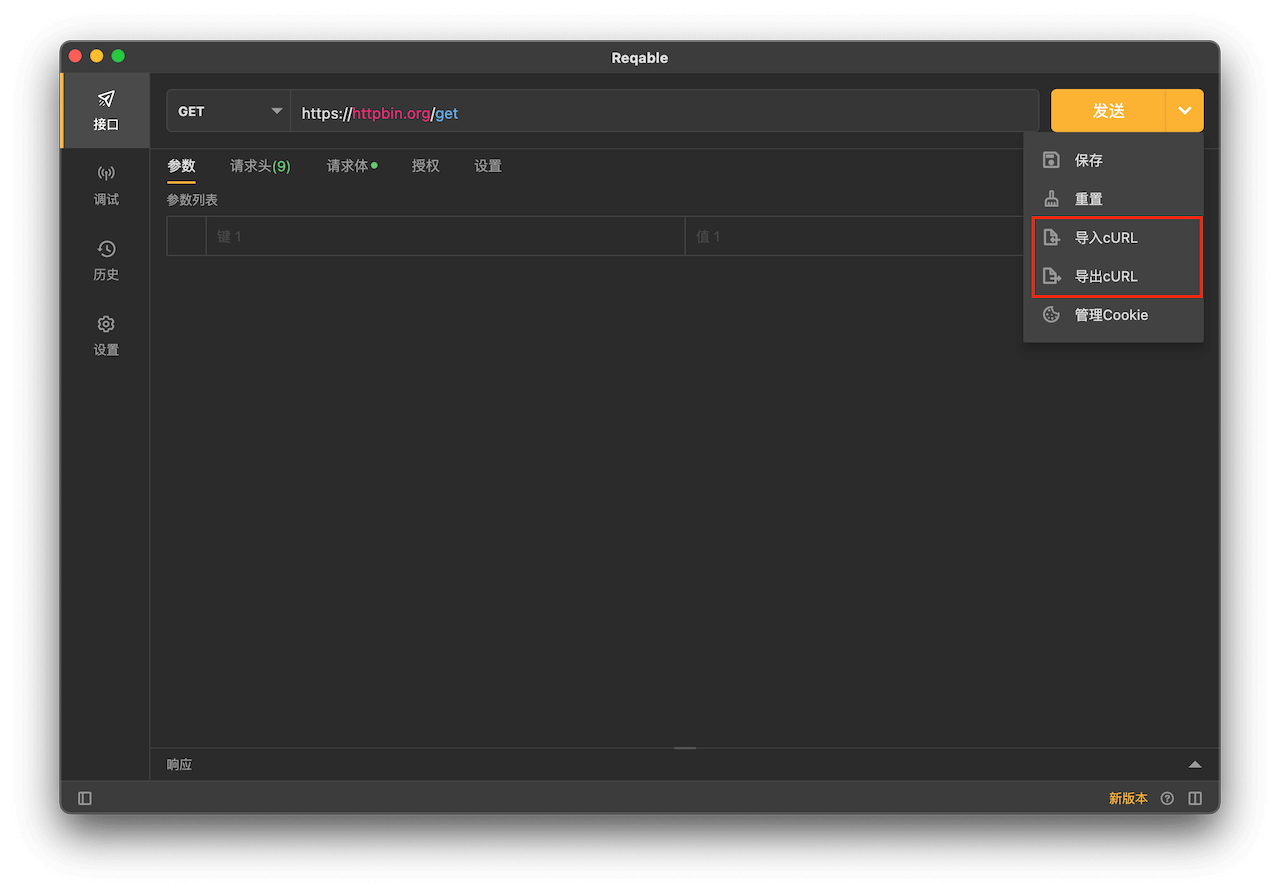 Reqable
接口
调试
历史
设置
GET
https://httpbin.org/get
发送
保存
重置
导入cURL
导出cURL
管理Cookie
参数 请求头(9) 请求体 授权 设置
参数列表
键 1 值 1
响应
新版本